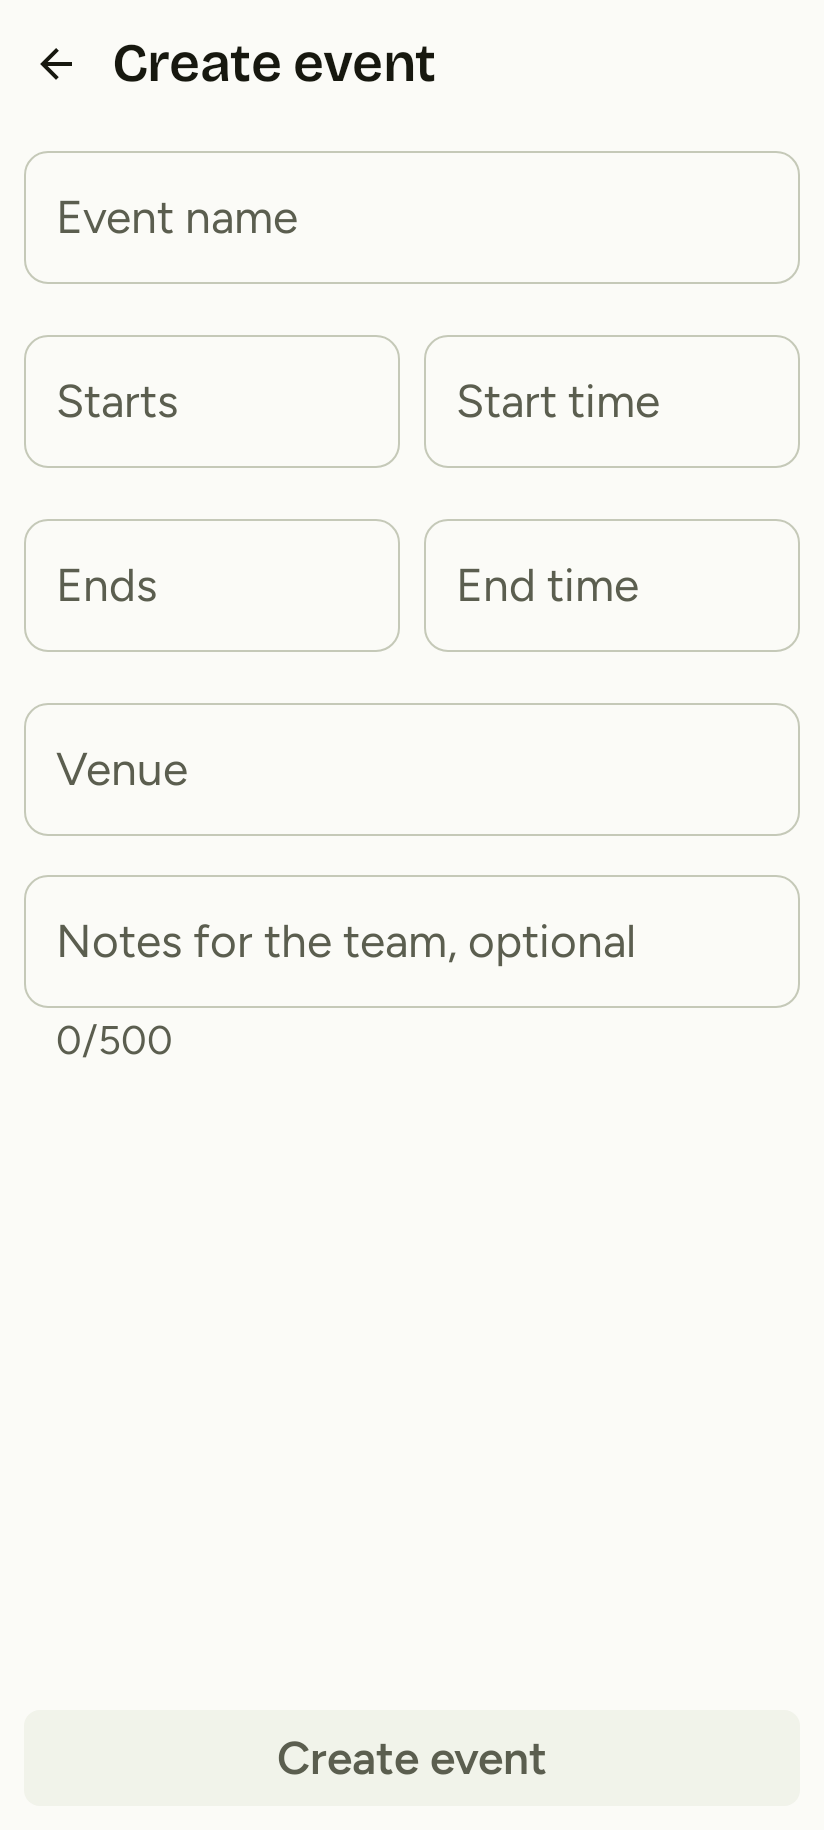 Create event
Event name
Starts
Start time
Ends
End time
Venue
Notes for the team, optional
0/500
Create event